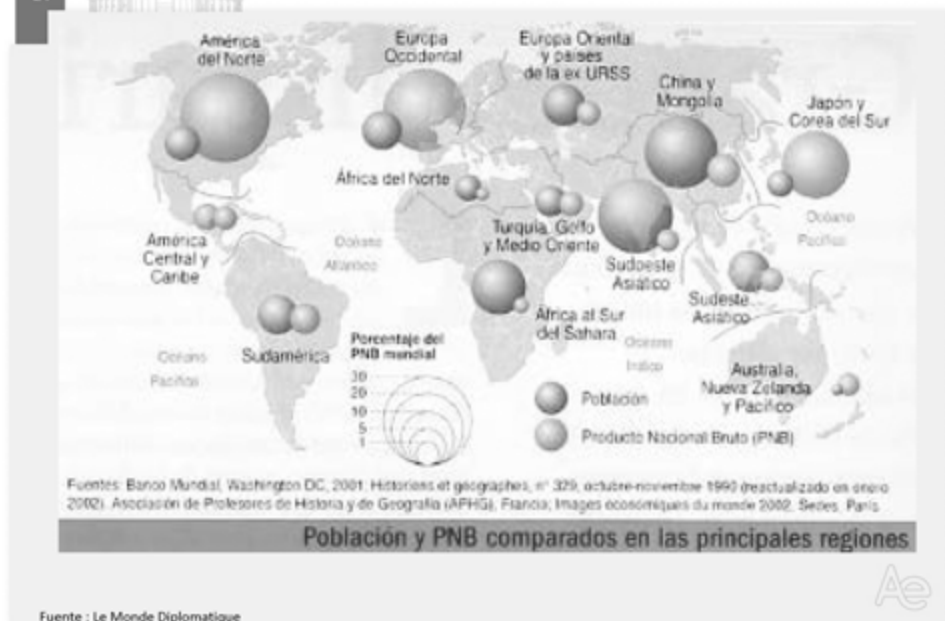 América
del Norte
Europa
Occidental
Europa Oriental
y países
de la ex URSS
China y
Mongolia
Japón y
Corea del Sur
África del Norte
Turquía, Golfo
y Medio Oriente
Océano
Pacífico
América
Central y
Caribe
Océano
Atlántico
Sudoeste
Asiático
Sudeste
Asiático
África al Sur
del Sahara
Océano
Índico
Sudamérica
Océano
Pacífico
Porcentaje del
PNB mundial
30
20
10
5
1
Australia,
Nueva Zelanda
y Pacífico
Población
Producto Nacional Bruto (PNB)
Fuentes: Banco Mundial, Washington DC, 2001; Historiens et géographes, n° 329, octubre-noviembre 1990 (reactualizado en enero
2002). Asociación de Profesores de Historia y de Geografía (APHG), Francia; Images économiques du monde 2002, Sedes, París.
Población y PNB comparados en las principales regiones
Ae
Fuente : Le Monde Diplomatique